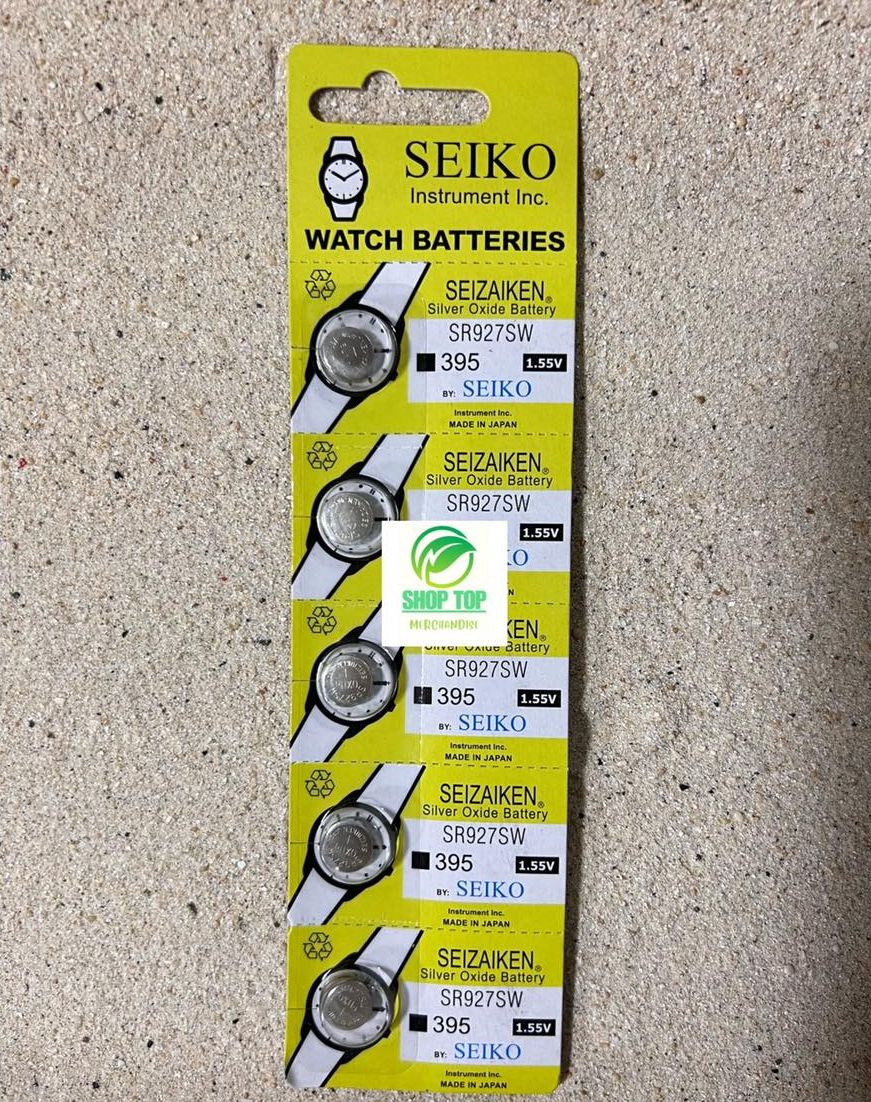 SEIKO
Instrument Inc.
WATCH BATTERIES
SEIZAIKEN®
Silver Oxide Battery
SR927SW
395 1.55V
BY: SEIKO
Instrument Inc.
MADE IN JAPAN
SEIZAIKEN®
Silver Oxide Battery
SR927SW
1.55V
SHOP TOP
MERCHANDISE
Silver Oxide Battery
SR927SW
395 1.55V
BY: SEIKO
Instrument Inc.
MADE IN JAPAN
SEIZAIKEN®
Silver Oxide Battery
SR927SW
395 1.55V
BY: SEIKO
Instrument Inc.
MADE IN JAPAN
SEIZAIKEN®
Silver Oxide Battery
SR927SW
395 1.55V
BY: SEIKO
Instrument Inc.
MADE IN JAPAN